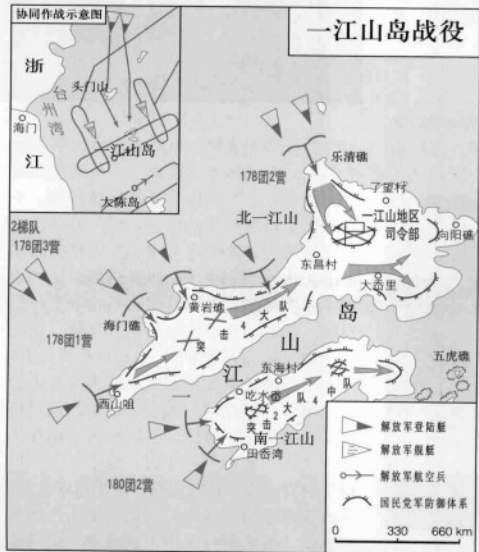 协同作战示意图
一江山岛战役
浙
江
台
州
湾
头门山
海门
一江山岛
大陈岛
乐清礁
178团2营
了望村
北一江山
一江山地区
司令部
向阳礁
2梯队
178团3营
东昌村
大岙里
黄岩礁
海门礁
突击4大队
岛
178团1营
山
五虎礁
江
东海村
4中队
西山咀
一
吃水岙
突击2大队
南一江山
田岙湾
180团2营
解放军登陆艇
解放军舰艇
解放军航空兵
国民党军防御体系
0 330 660 km